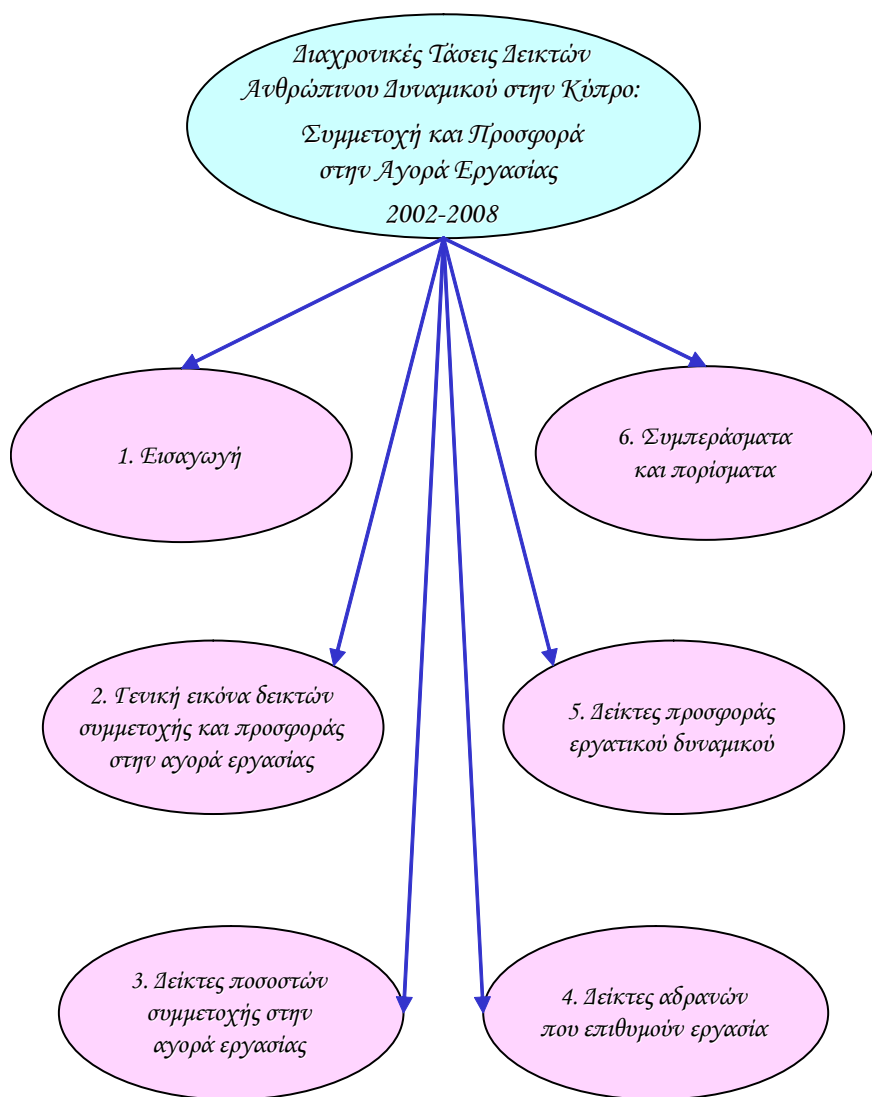 Διαχρονικές Τάσεις Δεικτών
Ανθρώπινου Δυναμικού στην Κύπρο:
Συμμετοχή και Προσφορά
στην Αγορά Εργασίας
2002-2008
1. Εισαγωγή
6. Συμπεράσματα
και πορίσματα
2. Γενική εικόνα δεικτών
συμμετοχής και προσφοράς
στην αγορά εργασίας
5. Δείκτες προσφοράς
εργατικού δυναμικού
3. Δείκτες ποσοστών
συμμετοχής στην
αγορά εργασίας
4. Δείκτες αδρανών
που επιθυμούν εργασία